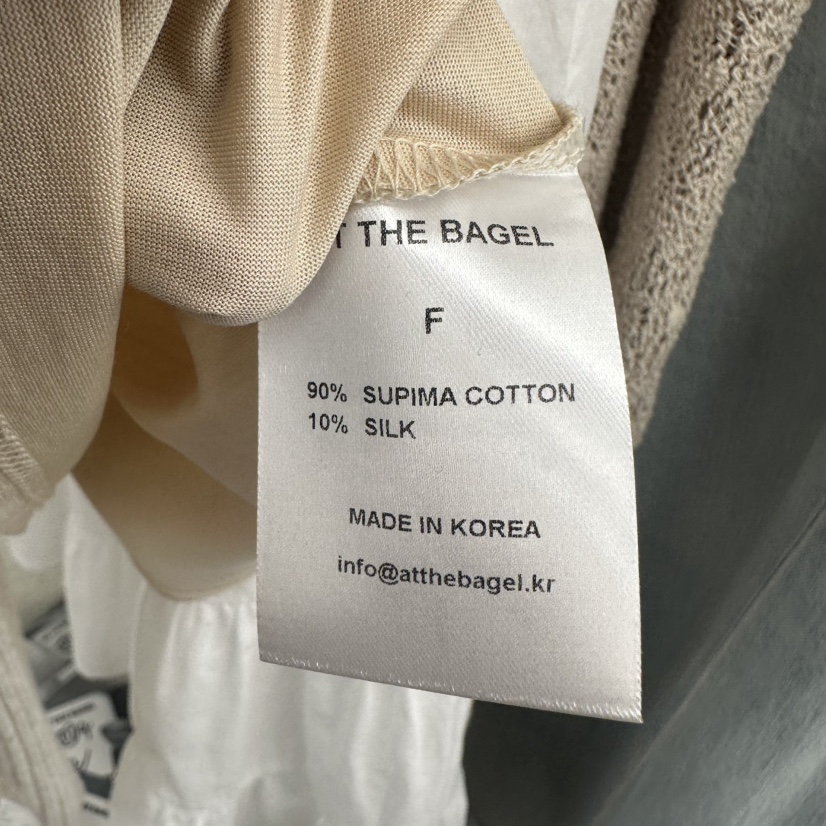 T THE BAGEL
F
90% SUPIMA COTTON
10% SILK
MADE IN KOREA
info@atthebagel.kr